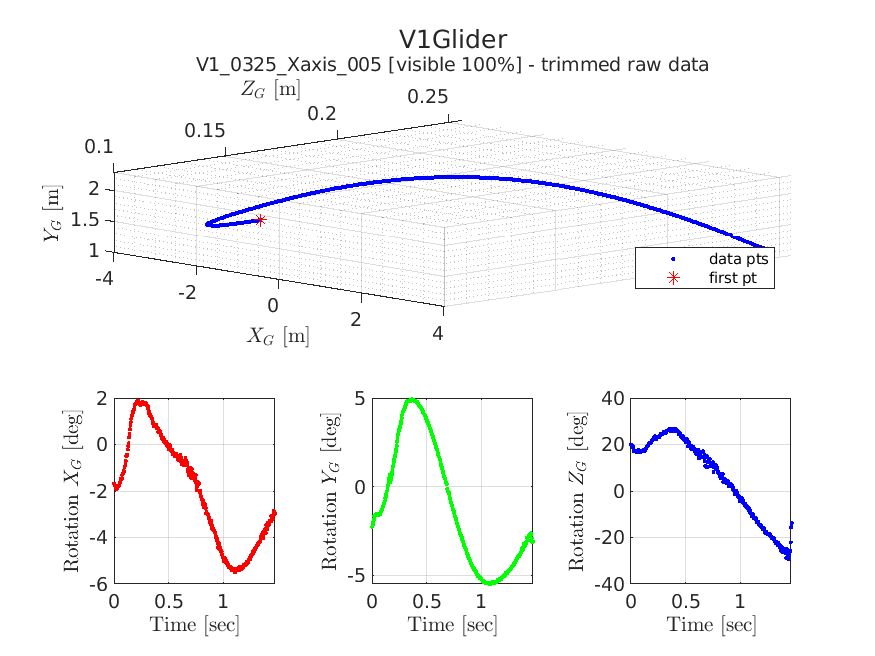 V1Glider
V1_0325_Xaxis_005 [visible 100%] - trimmed raw data
Z_G [m]
0.25
0.2
0.15
0.1
2
1.5
1
Y_G [m]
-4
-2
0
2
4
X_G [m]
data pts
first pt
2
0
-2
-4
-6
Rotation X_G [deg]
0 0.5 1
Time [sec]
5
0
-5
Rotation Y_G [deg]
0 0.5 1
Time [sec]
40
20
0
-20
-40
Rotation Z_G [deg]
0 0.5 1
Time [sec]